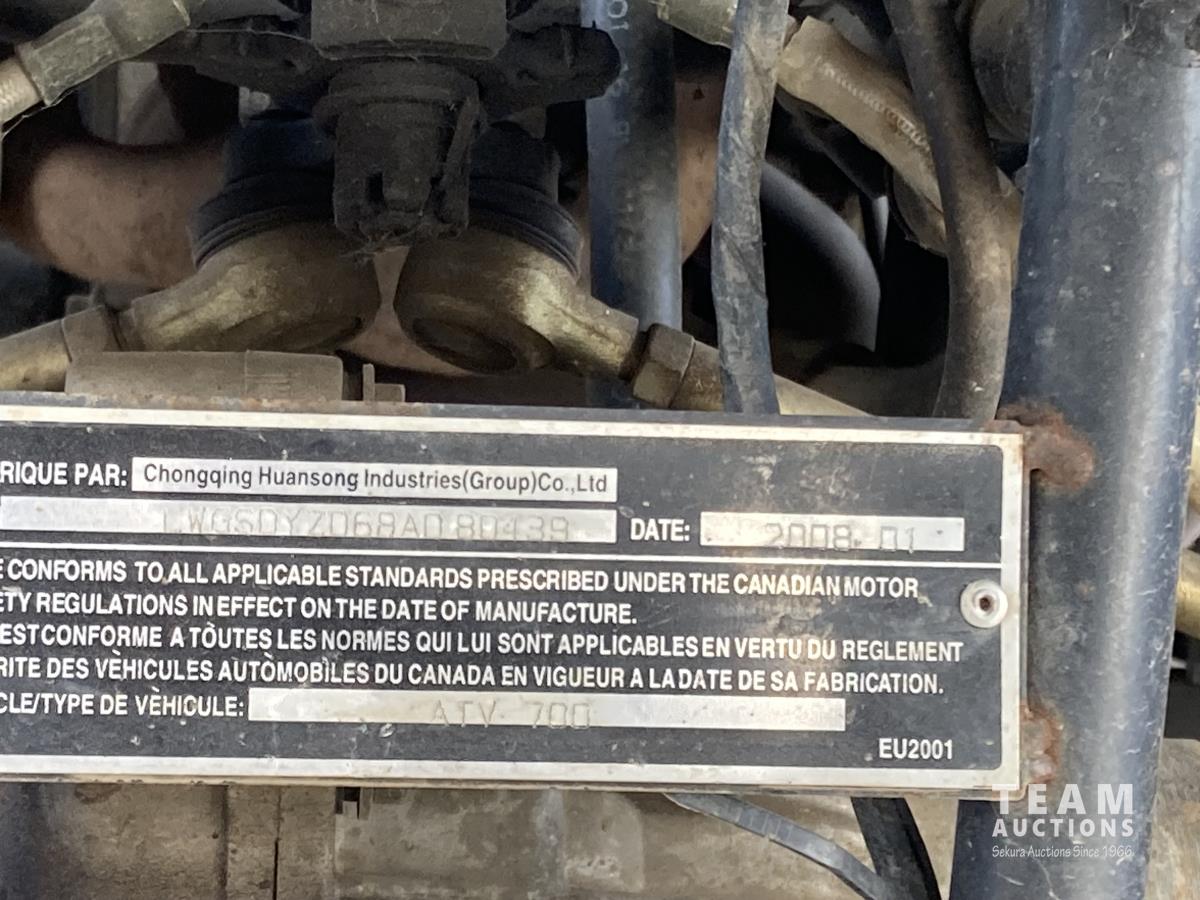 RIQUE PAR: Chongqing Huansong Industries(Group)Co.,Ltd
LWGSDYZ068A080439 DATE: 2008-01
E CONFORMS TO ALL APPLICABLE STANDARDS PRESCRIBED UNDER THE CANADIAN MOTOR
ETY REGULATIONS IN EFFECT ON THE DATE OF MANUFACTURE.
EST CONFORME A TÒUTES LES NORMES QUI LUI SONT APPLICABLES EN VERTU DU REGLEMENT
RITE DES VÈHICULES AUTÒMOBILES DU CANADA EN VIGUEUR A LA DATE DE SA FABRICATION.
CLE/TYPE DE VÈHICULE: ATV 700
EU2001
TEAM
AUCTIONS
Sekura Auctions Since 1966